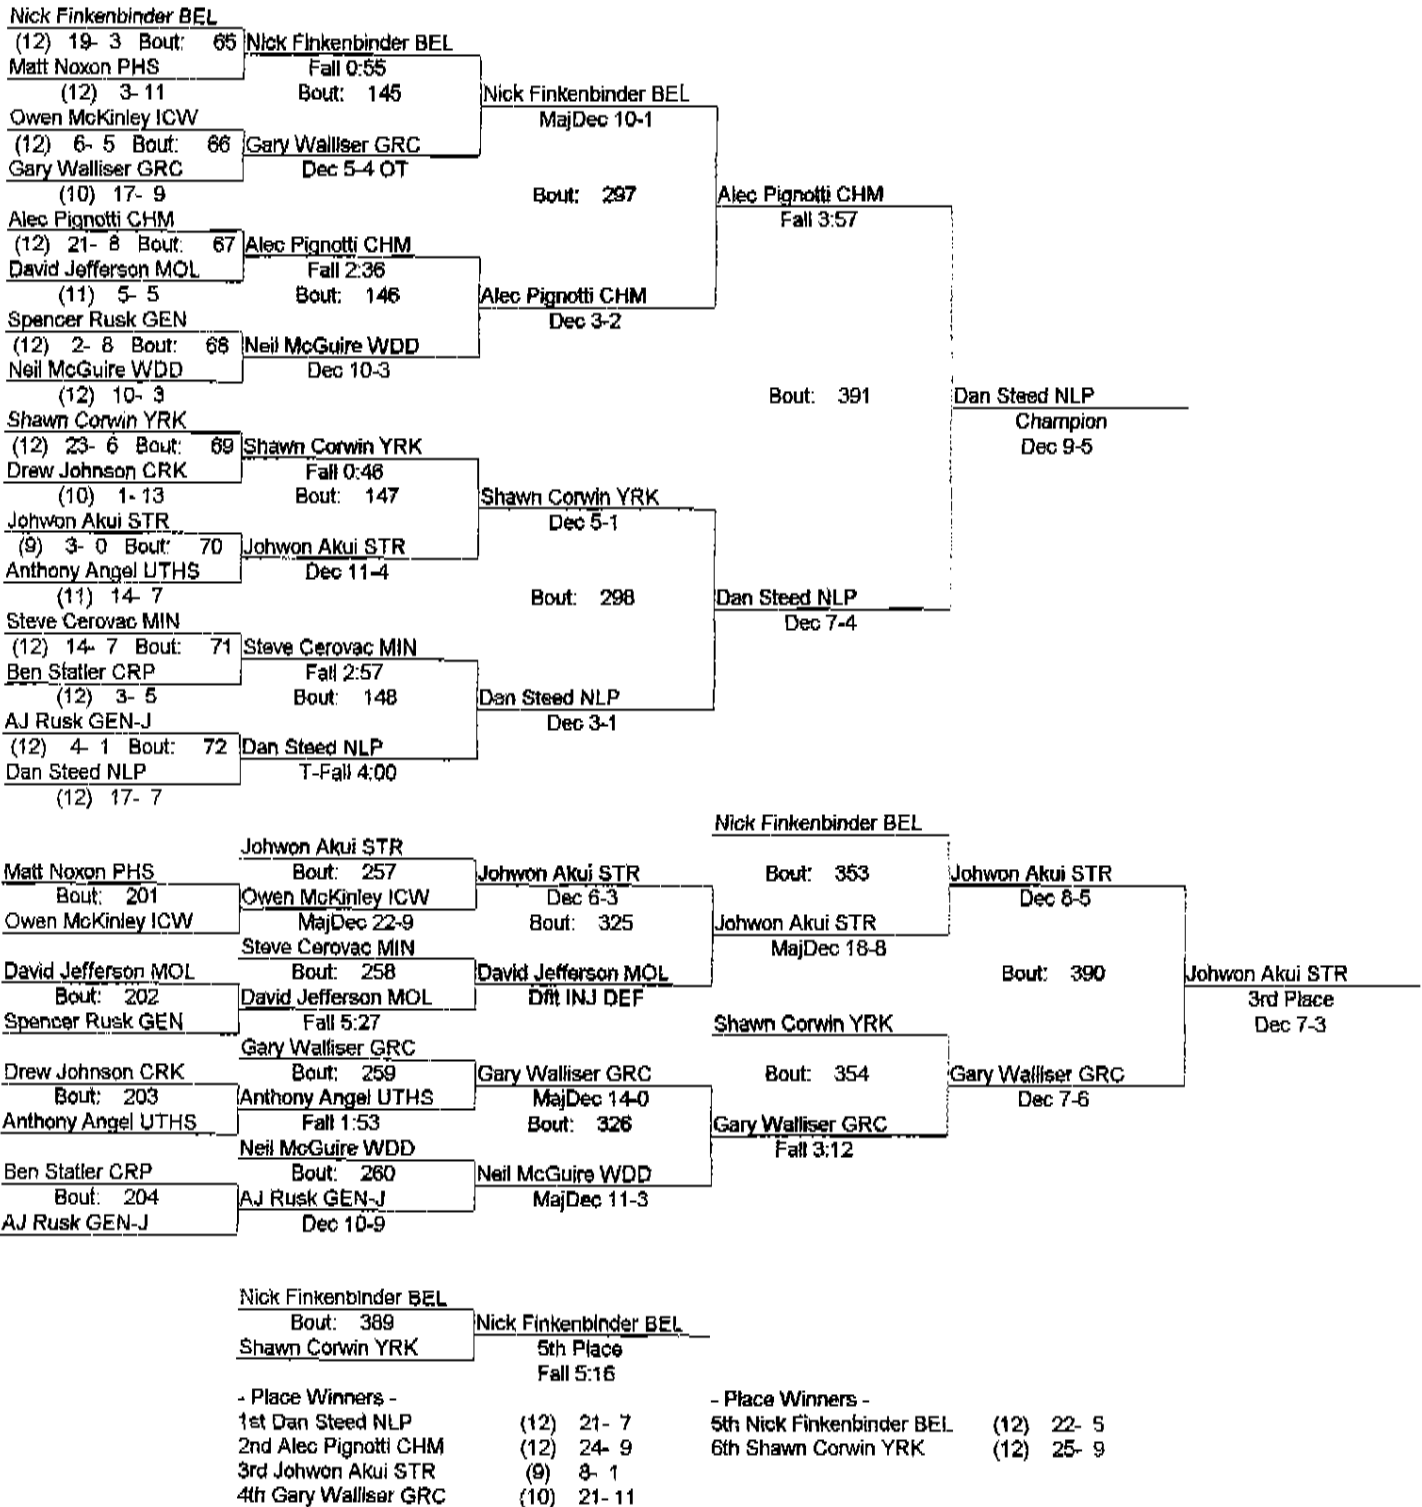 Nick Finkenbinder BEL
(12) 19- 3 Bout: 65 Nick Finkenbinder BEL
Matt Noxon PHS Fall 0:55
(12) 3- 11 Bout: 145 Nick Finkenbinder BEL
Owen McKinley ICW MajDec 10-1
(12) 6- 5 Bout: 66 Gary Walliser GRC
Gary Walliser GRC Dec 5-4 OT
(10) 17- 9 Bout: 297 Alec Pignotti CHM
Alec Pignotti CHM Fall 3:57
(12) 21- 8 Bout: 67 Alec Pignotti CHM
David Jefferson MOL Fall 2:36
(11) 5- 5 Bout: 146 Alec Pignotti CHM
Spencer Rusk GEN Dec 3-2
(12) 2- 8 Bout: 68 Neil McGuire WDD
Neil McGuire WDD Dec 10-3
(12) 10- 3 Bout: 391 Dan Steed NLP
Shawn Corwin YRK Champion
(12) 23- 6 Bout: 69 Shawn Corwin YRK Dec 9-5
Drew Johnson CRK Fall 0:46
(10) 1- 13 Bout: 147 Shawn Corwin YRK
Johwon Akui STR Dec 5-1
(9) 3- 0 Bout: 70 Johwon Akui STR
Anthony Angel UTHS Dec 11-4
(11) 14- 7 Bout: 298 Dan Steed NLP
Steve Cerovac MIN Dec 7-4
(12) 14- 7 Bout: 71 Steve Cerovac MIN
Ben Statler CRP Fall 2:57
(12) 3- 5 Bout: 148 Dan Steed NLP
AJ Rusk GEN-J Dec 3-1
(12) 4- 1 Bout: 72 Dan Steed NLP
Dan Steed NLP T-Fall 4:00
(12) 17- 7
Nick Finkenbinder BEL
Johwon Akui STR
Matt Noxon PHS Bout: 257 Johwon Akui STR Bout: 353 Johwon Akui STR
Bout: 201 Owen McKinley ICW Dec 6-3 Dec 8-5
Owen McKinley ICW MajDec 22-9 Bout: 325 Johwon Akui STR
Steve Cerovac MIN MajDec 18-8
David Jefferson MOL Bout: 258 David Jefferson MOL Bout: 390 Johwon Akui STR
Bout: 202 David Jefferson MOL Dflt INJ DEF 3rd Place
Spencer Rusk GEN Fall 5:27 Shawn Corwin YRK Dec 7-3
Gary Walliser GRC
Drew Johnson CRK Bout: 259 Gary Walliser GRC Bout: 354 Gary Walliser GRC
Bout: 203 Anthony Angel UTHS MajDec 14-0 Dec 7-6
Anthony Angel UTHS Fall 1:53 Bout: 326 Gary Walliser GRC
Neil McGuire WDD Fall 3:12
Ben Statler CRP Bout: 260 Neil McGuire WDD
Bout: 204 AJ Rusk GEN-J MajDec 11-3
AJ Rusk GEN-J Dec 10-9
Nick Finkenbinder BEL
Bout: 389 Nick Finkenbinder BEL
Shawn Corwin YRK 5th Place
Fall 5:16
- Place Winners - - Place Winners -
1st Dan Steed NLP (12) 21- 7 5th Nick Finkenbinder BEL (12) 22- 5
2nd Alec Pignotti CHM (12) 24- 9 6th Shawn Corwin YRK (12) 25- 9
3rd Johwon Akui STR (9) 8- 1
4th Gary Walliser GRC (10) 21- 11